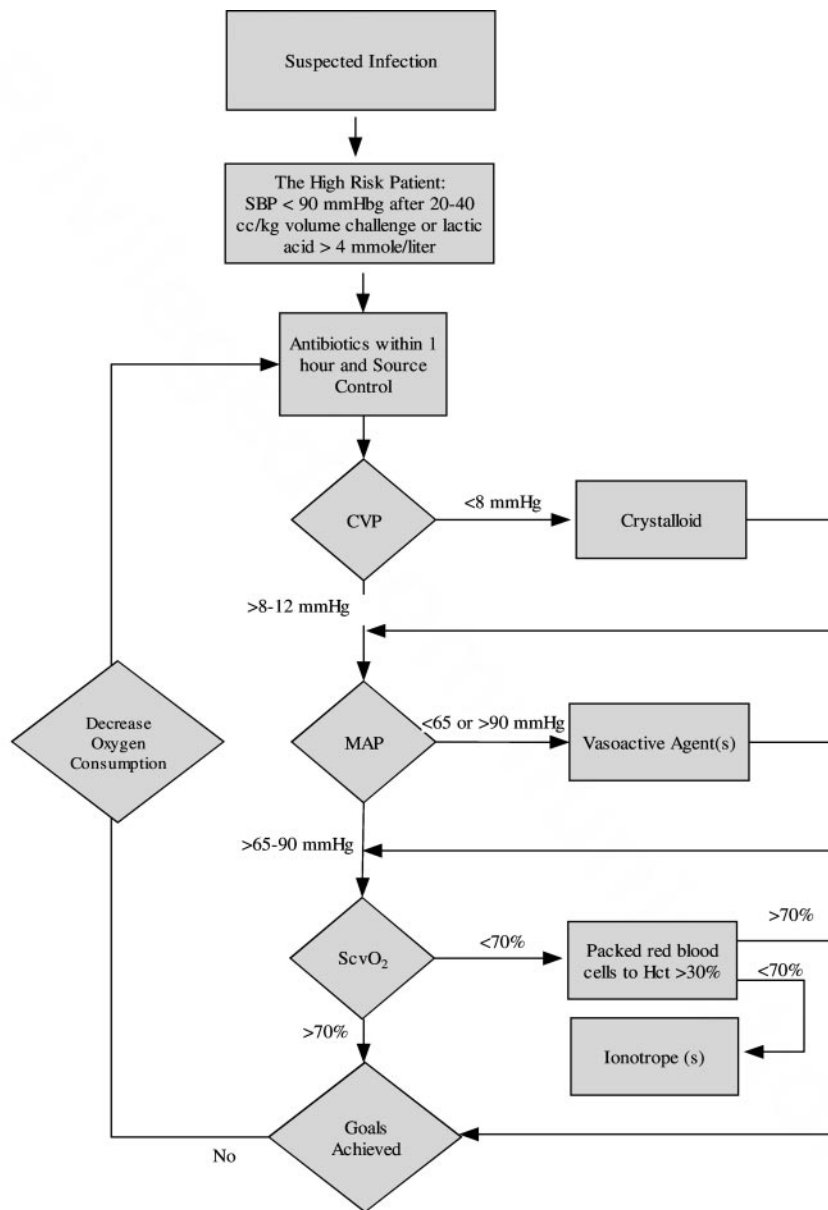 Suspected Infection
The High Risk Patient:
SBP < 90 mmHbg after 20-40
cc/kg volume challenge or lactic
acid > 4 mmole/liter
Antibiotics within 1
hour and Source
Control
CVP
<8 mmHg
Crystalloid
>8-12 mmHg
Decrease
Oxygen
Consumption
MAP
<65 or >90 mmHg
Vasoactive Agent(s)
>65-90 mmHg
ScvO2
<70%
Packed red blood
cells to Hct >30%
>70%
<70%
>70%
Ionotrope (s)
Goals
Achieved
No